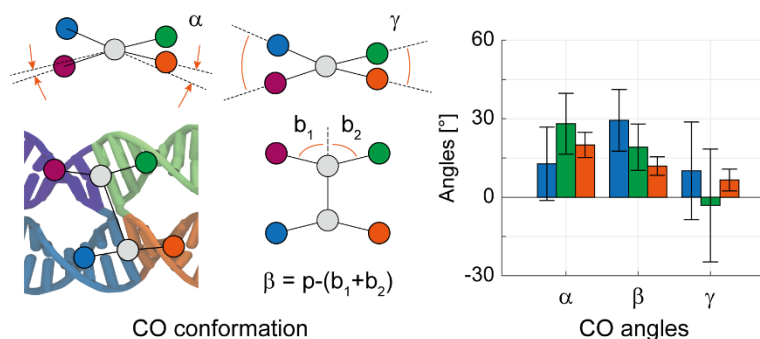 α
γ
b₁ b₂
β = p-(b₁+b₂)
CO conformation
Angles [°]
60
30
0
-30
α β γ
CO angles